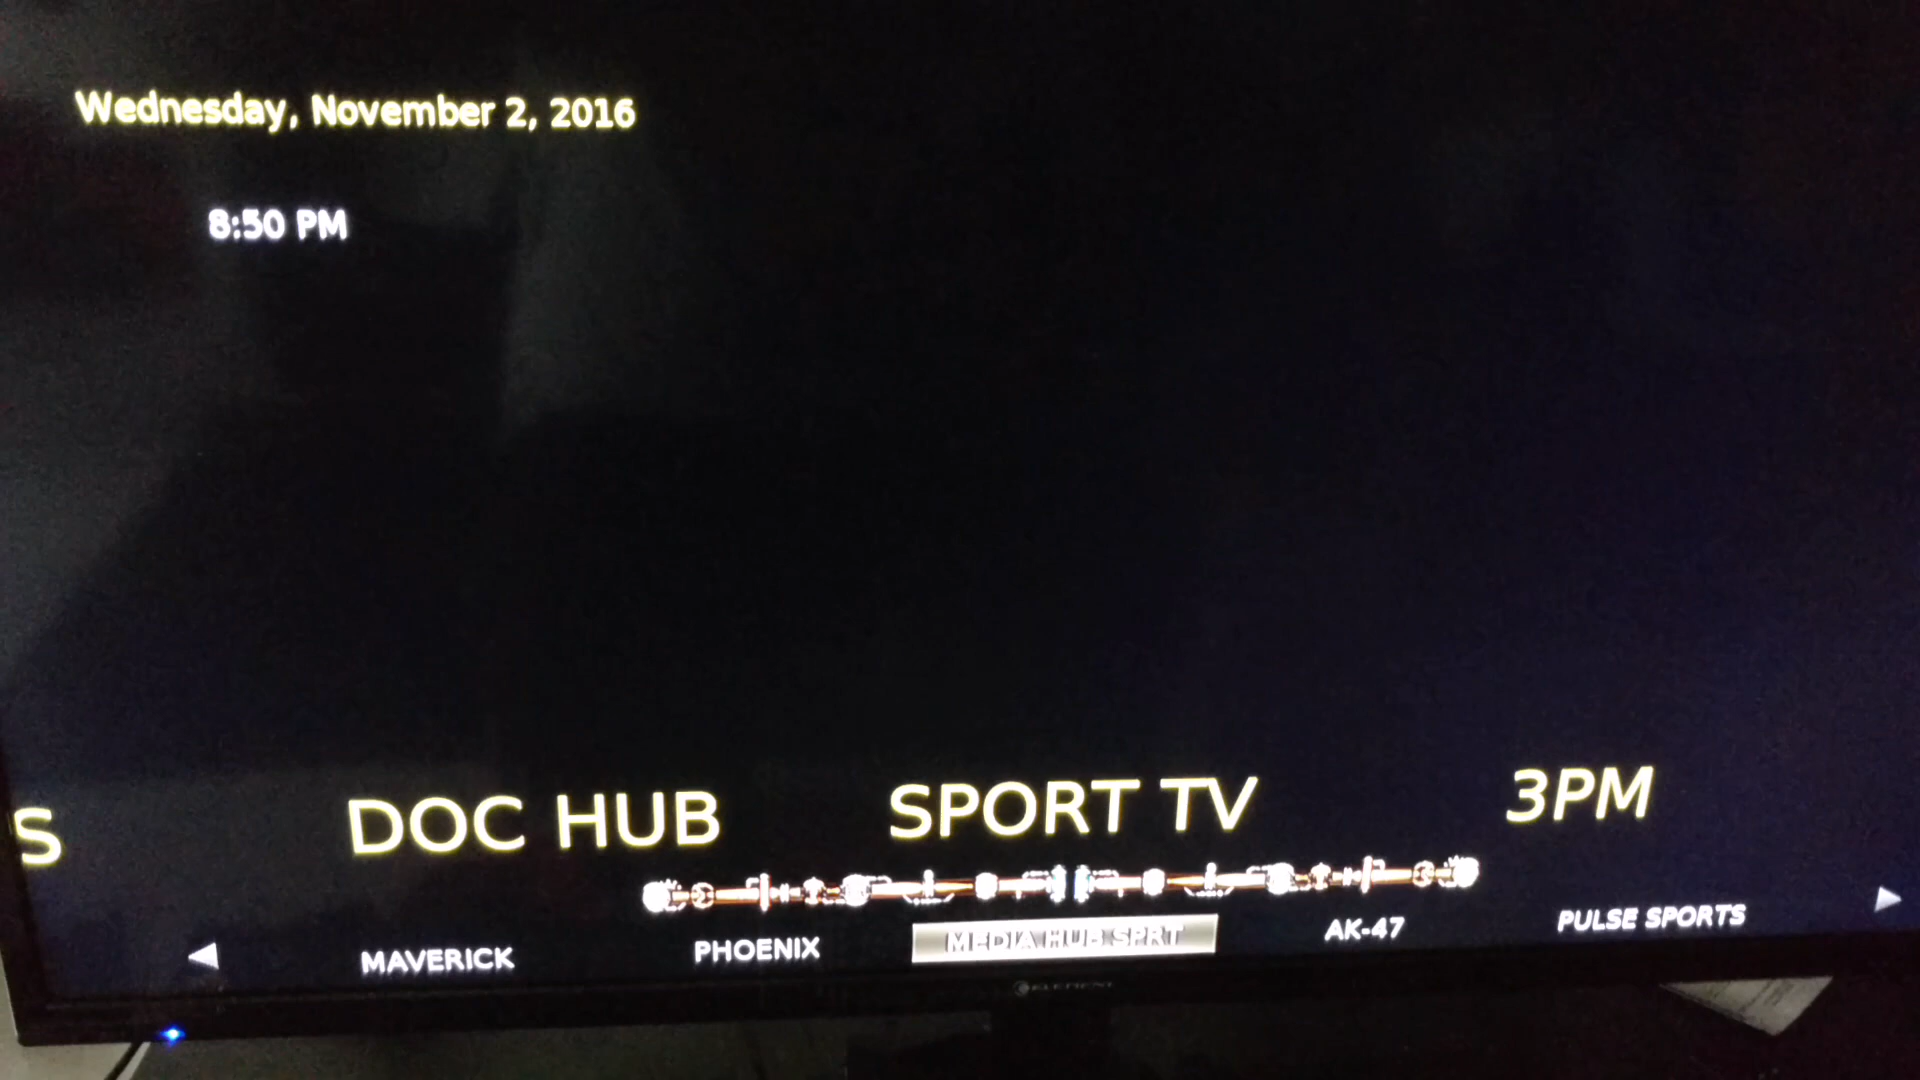 Wednesday, November 2, 2016
8:50 PM
S DOC HUB SPORT TV 3PM
MAVERICK PHOENIX MEDIA HUB SPRT AK-47 PULSE SPORTS
ELEMENT